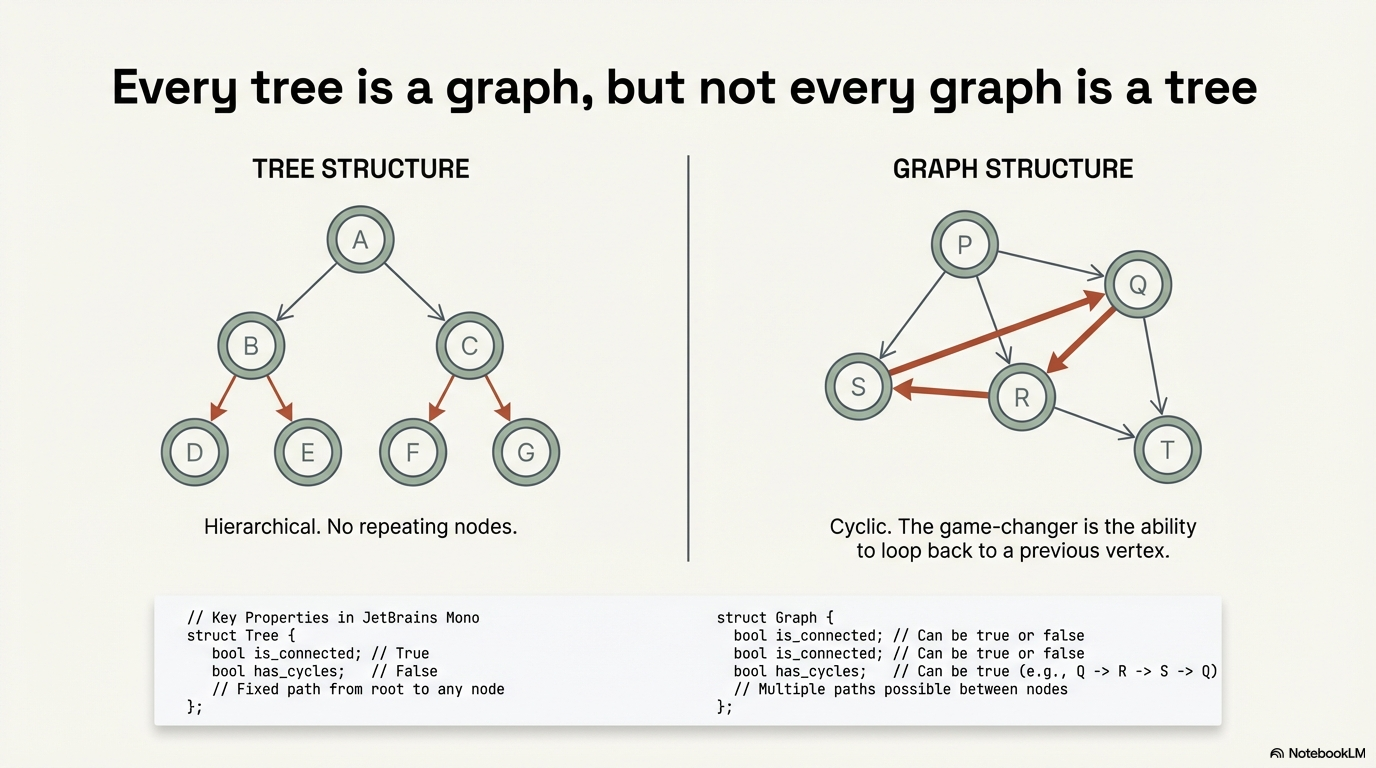 Every tree is a graph, but not every graph is a tree
TREE STRUCTURE
A
B
C
D
E
F
G
Hierarchical. No repeating nodes.
GRAPH STRUCTURE
P
Q
S
R
T
Cyclic. The game-changer is the ability
to loop back to a previous vertex.
// Key Properties in JetBrains Mono
struct Tree {
bool is_connected; // True
bool has_cycles; // False
// Fixed path from root to any node
};
struct Graph {
bool is_connected; // Can be true or false
bool is_connected; // Can be true or false
bool has_cycles; // Can be true (e.g., Q -> R -> S -> Q)
// Multiple paths possible between nodes
};
NotebookLM